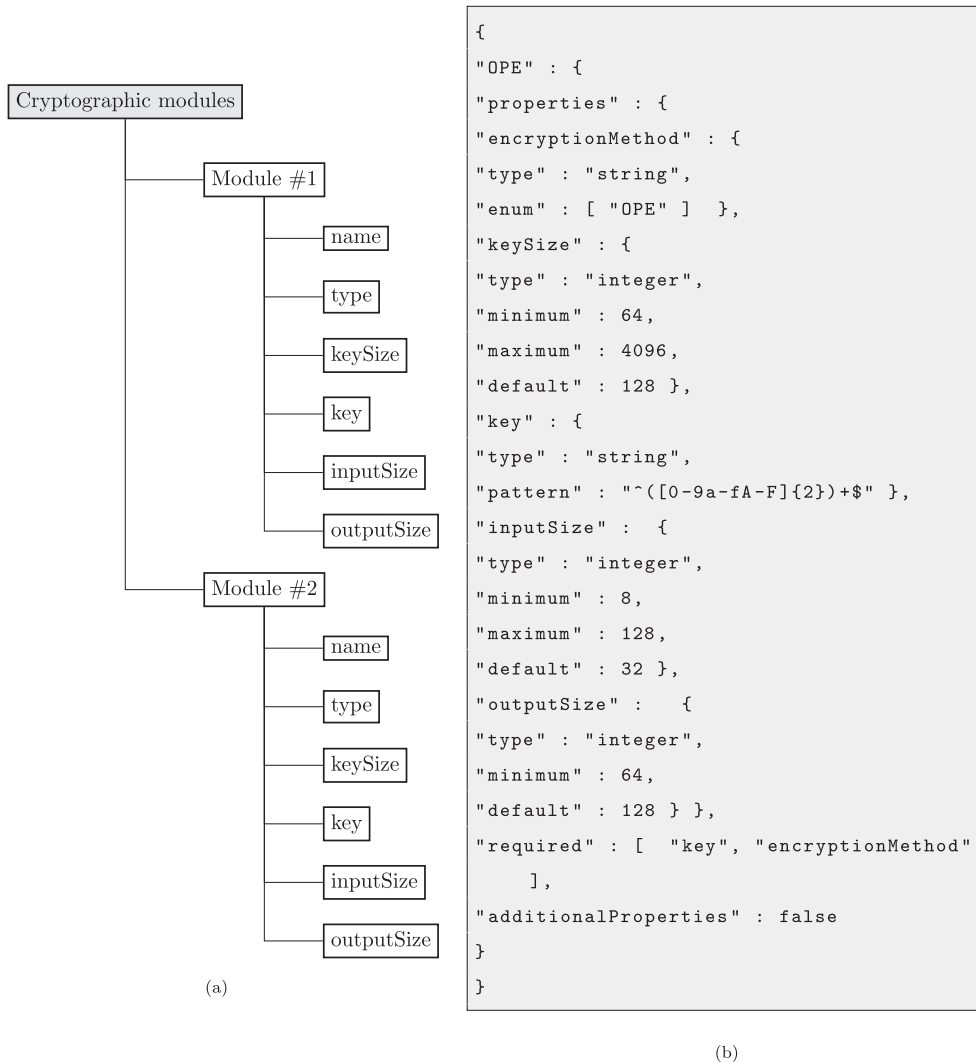 Cryptographic modules
Module #1
name
type
keySize
key
inputSize
outputSize
Module #2
name
type
keySize
key
inputSize
outputSize
(a)
{
"OPE" : {
"properties" : {
"encryptionMethod" : {
"type" : "string",
"enum" : [ "OPE" ]  },
"keySize" : {
"type" : "integer",
"minimum" : 64,
"maximum" : 4096,
"default" : 128 },
"key" : {
"type" : "string",
"pattern" : "^([0-9a-fA-F]{2})+$" },
"inputSize" :  {
"type" : "integer",
"minimum" : 8,
"maximum" : 128,
"default" : 32 },
"outputSize" :   {
"type" : "integer",
"minimum" : 64,
"default" : 128 } },
"required" : [  "key", "encryptionMethod"
],
"additionalProperties" : false
}
}
(b)